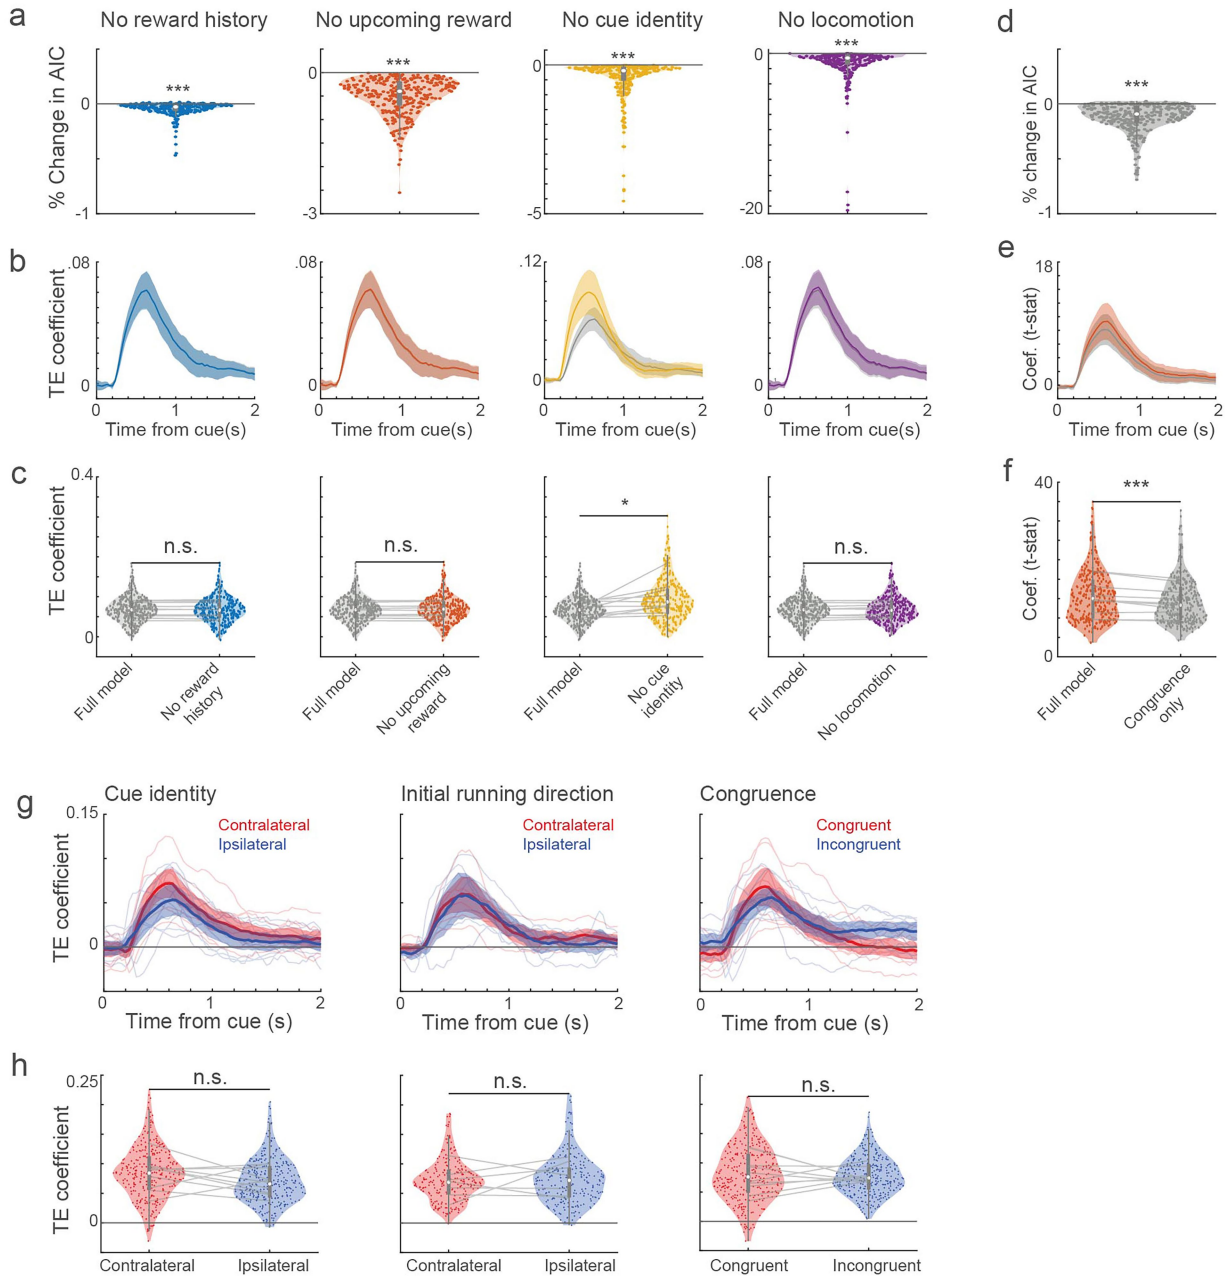 a
No reward history
No upcoming reward
No cue identity
No locomotion
d
% Change in AIC
0
-1
***
0
-3
***
0
-5
***
0
-20
***
% change in AIC
0
-1
***
b
TE coefficient
.08
0
0
1
2
Time from cue(s)
.08
0
0
1
2
Time from cue(s)
.12
0
0
1
2
Time from cue(s)
.08
0
0
1
2
Time from cue(s)
e
Coef. (t-stat)
18
0
0
1
2
Time from cue (s)
c
TE coefficient
0.4
0
n.s.
Full model
No reward
history
n.s.
Full model
No upcoming
reward
*
Full model
No cue
identity
n.s.
Full model
No locomotion
f
Coef. (t-stat)
40
0
***
Full model
Congruence
only
g
Cue identity
TE coefficient
0.15
0
Contralateral
Ipsilateral
0
1
2
Time from cue (s)
Initial running direction
Contralateral
Ipsilateral
0
1
2
Time from cue (s)
Congruence
Congruent
Incongruent
0
1
2
Time from cue (s)
h
TE coefficient
0.25
0
n.s.
Contralateral
Ipsilateral
n.s.
Contralateral
Ipsilateral
n.s.
Congruent
Incongruent